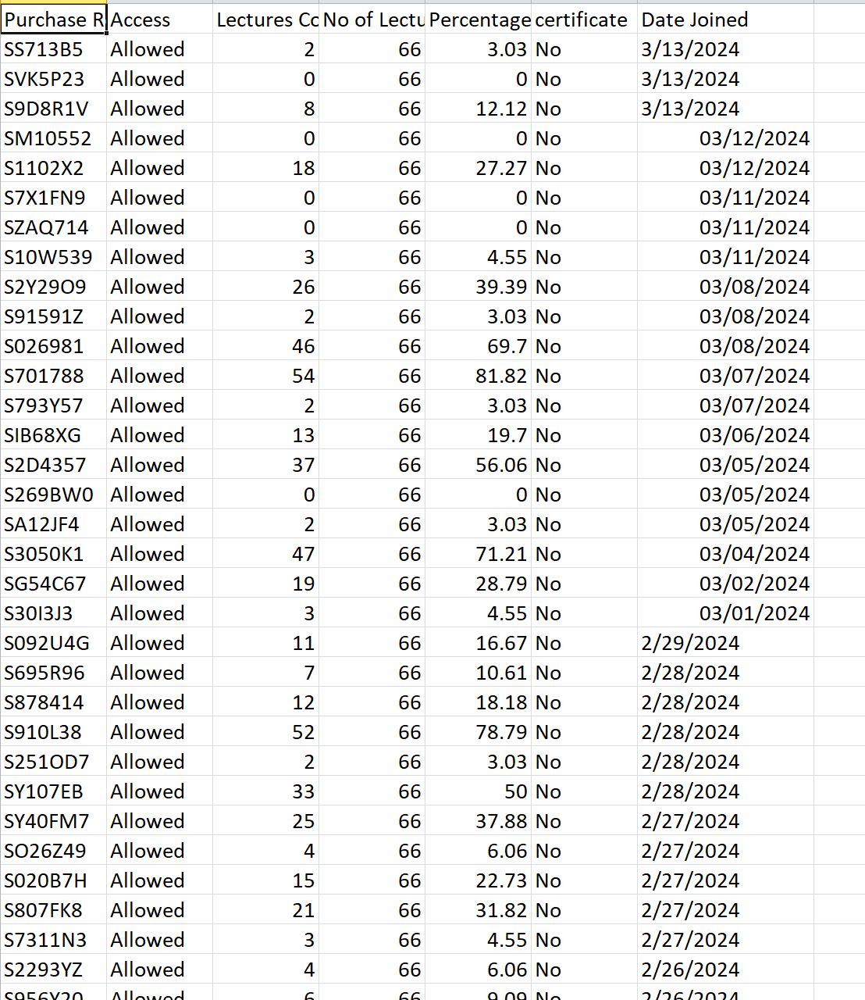 Purchase R Access Lectures Co No of Lectu Percentage certificate Date Joined
SS713B5 Allowed 2 66 3.03 No 3/13/2024
SVK5P23 Allowed 0 66 0 No 3/13/2024
S9D8R1V Allowed 8 66 12.12 No 3/13/2024
SM10552 Allowed 0 66 0 No 03/12/2024
S1102X2 Allowed 18 66 27.27 No 03/12/2024
S7X1FN9 Allowed 0 66 0 No 03/11/2024
SZAQ714 Allowed 0 66 0 No 03/11/2024
S10W539 Allowed 3 66 4.55 No 03/11/2024
S2Y29O9 Allowed 26 66 39.39 No 03/08/2024
S91591Z Allowed 2 66 3.03 No 03/08/2024
S026981 Allowed 46 66 69.7 No 03/08/2024
S701788 Allowed 54 66 81.82 No 03/07/2024
S793Y57 Allowed 2 66 3.03 No 03/07/2024
SIB68XG Allowed 13 66 19.7 No 03/06/2024
S2D4357 Allowed 37 66 56.06 No 03/05/2024
S269BW0 Allowed 0 66 0 No 03/05/2024
SA12JF4 Allowed 2 66 3.03 No 03/05/2024
S3050K1 Allowed 47 66 71.21 No 03/04/2024
SG54C67 Allowed 19 66 28.79 No 03/02/2024
S30I3J3 Allowed 3 66 4.55 No 03/01/2024
S092U4G Allowed 11 66 16.67 No 2/29/2024
S695R96 Allowed 7 66 10.61 No 2/28/2024
S878414 Allowed 12 66 18.18 No 2/28/2024
S910L38 Allowed 52 66 78.79 No 2/28/2024
S251OD7 Allowed 2 66 3.03 No 2/28/2024
SY107EB Allowed 33 66 50 No 2/28/2024
SY40FM7 Allowed 25 66 37.88 No 2/27/2024
SO26Z49 Allowed 4 66 6.06 No 2/27/2024
S020B7H Allowed 15 66 22.73 No 2/27/2024
S807FK8 Allowed 21 66 31.82 No 2/27/2024
S7311N3 Allowed 3 66 4.55 No 2/27/2024
S2293YZ Allowed 4 66 6.06 No 2/26/2024
S956Y20 Allowed 6 66 9.09 No 2/26/2024